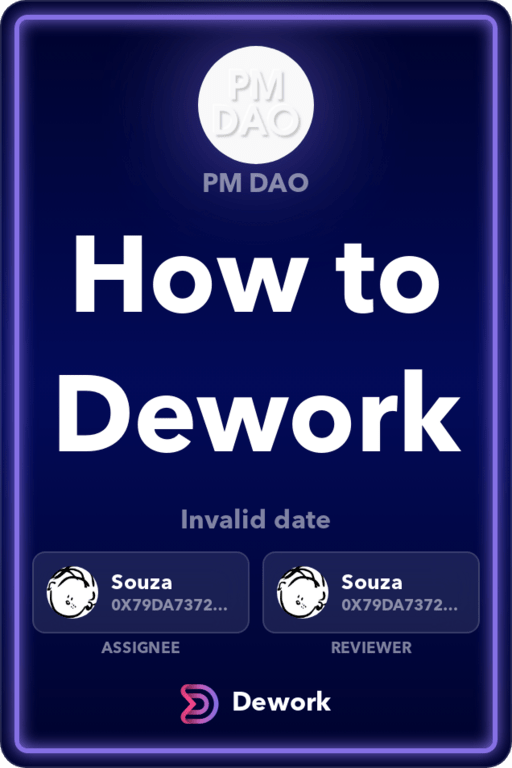 PM
DAO
PM DAO
How to
Dework
Invalid date
Souza
0X79DA7372...
ASSIGNEE
Souza
0X79DA7372...
REVIEWER
Dework